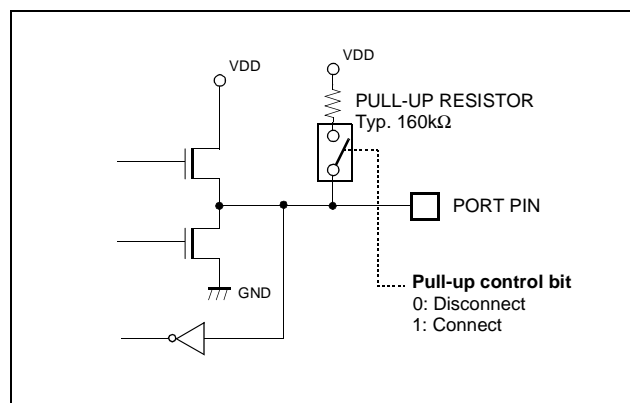 VDD
VDD
PULL-UP RESISTOR
Typ. 160kΩ
PORT PIN
GND
Pull-up control bit
0: Disconnect
1: Connect